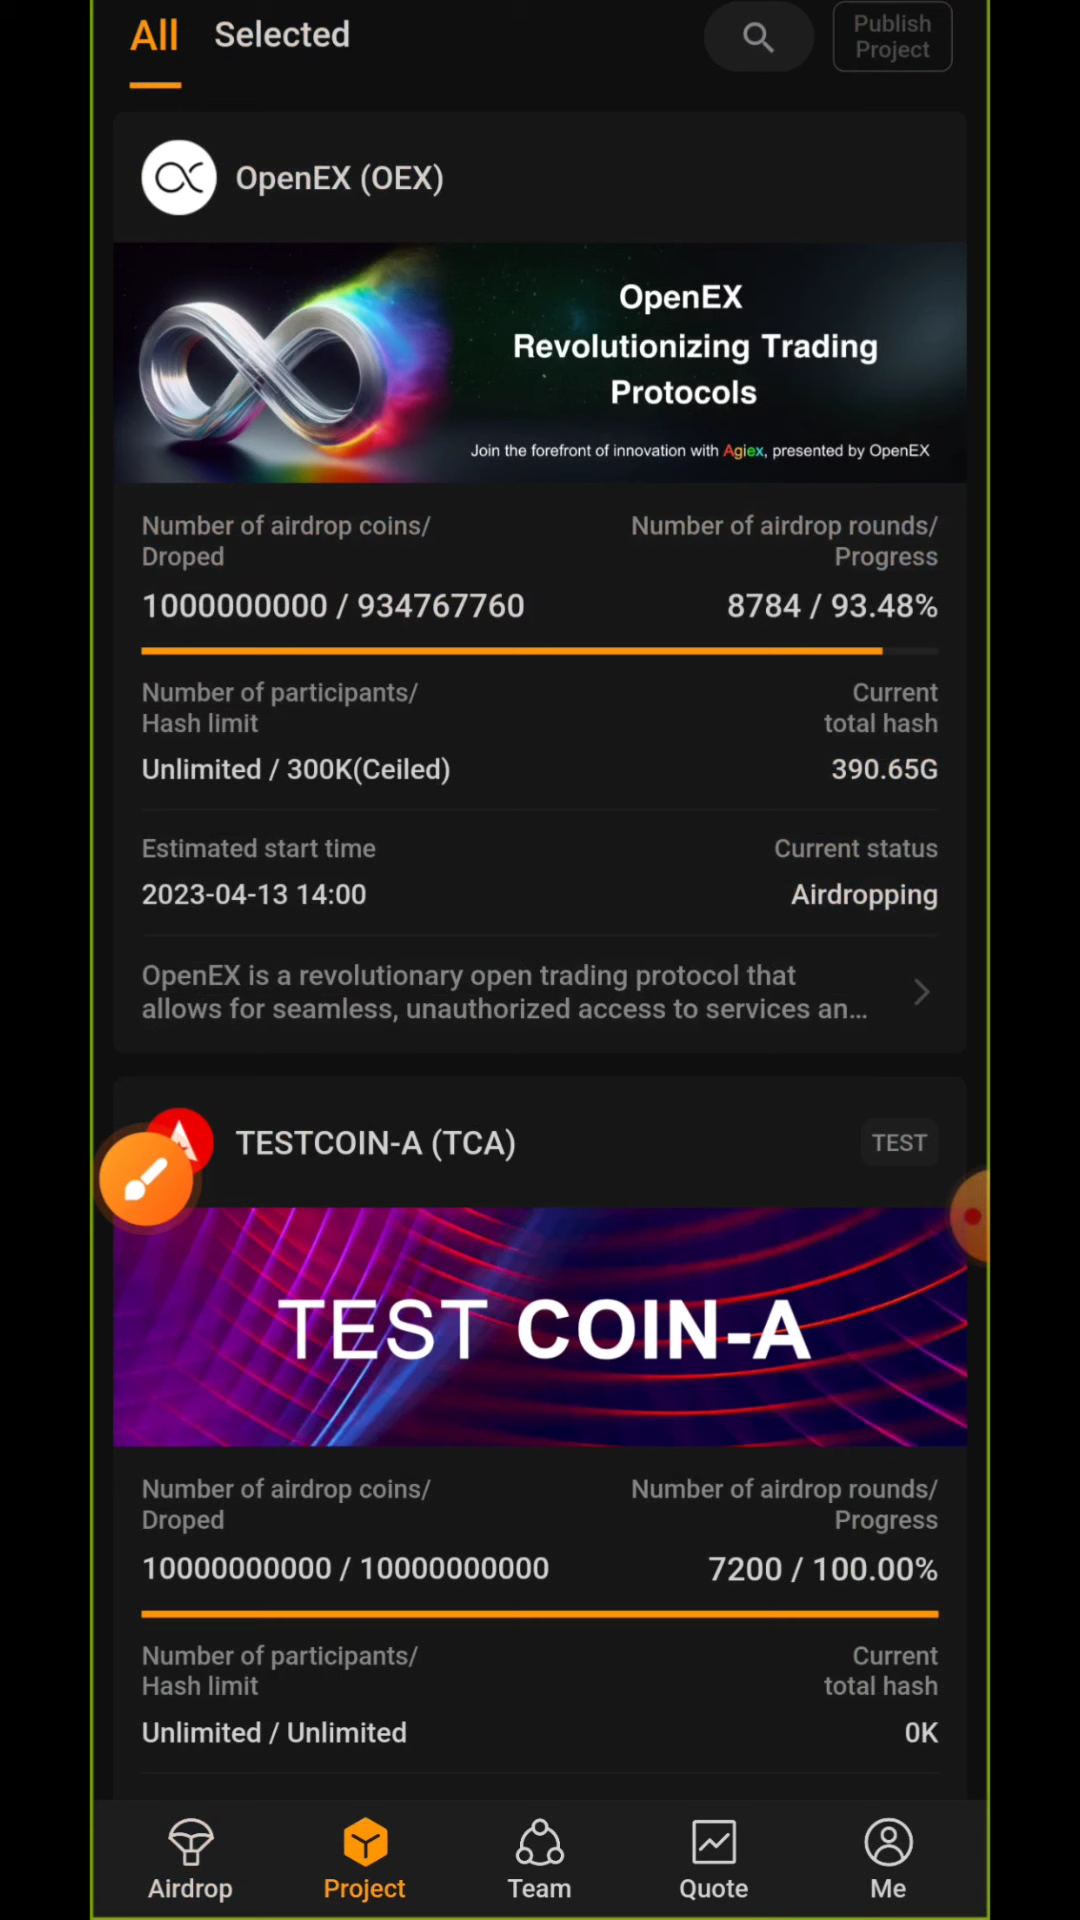 All Selected
Publish
Project
OpenEX (OEX)
OpenEX
Revolutionizing Trading
Protocols
Join the forefront of innovation with Agiex, presented by OpenEX
Number of airdrop coins/
Droped
Number of airdrop rounds/
Progress
1000000000 / 934767760
8784 / 93.48%
Number of participants/
Hash limit
Current
total hash
Unlimited / 300K(Ceiled)
390.65G
Estimated start time
Current status
2023-04-13 14:00
Airdropping
OpenEX is a revolutionary open trading protocol that
allows for seamless, unauthorized access to services an...
TESTCOIN-A (TCA)
TEST
TEST COIN-A
Number of airdrop coins/
Droped
Number of airdrop rounds/
Progress
10000000000 / 10000000000
7200 / 100.00%
Number of participants/
Hash limit
Current
total hash
Unlimited / Unlimited
0K
Airdrop
Project
Team
Quote
Me